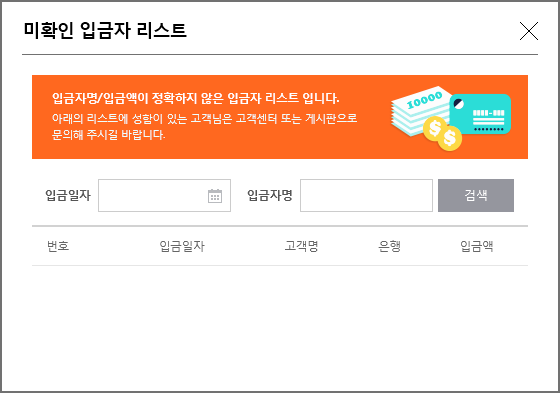 미확인 입금자 리스트
입금자명/입금액이 정확하지 않은 입금자 리스트 입니다.
아래의 리스트에 성함이 있는 고객님은 고객센터 또는 게시판으로
문의해 주시길 바랍니다.
10000
$ $
입금일자 입금자명 검색
번호 입금일자 고객명 은행 입금액